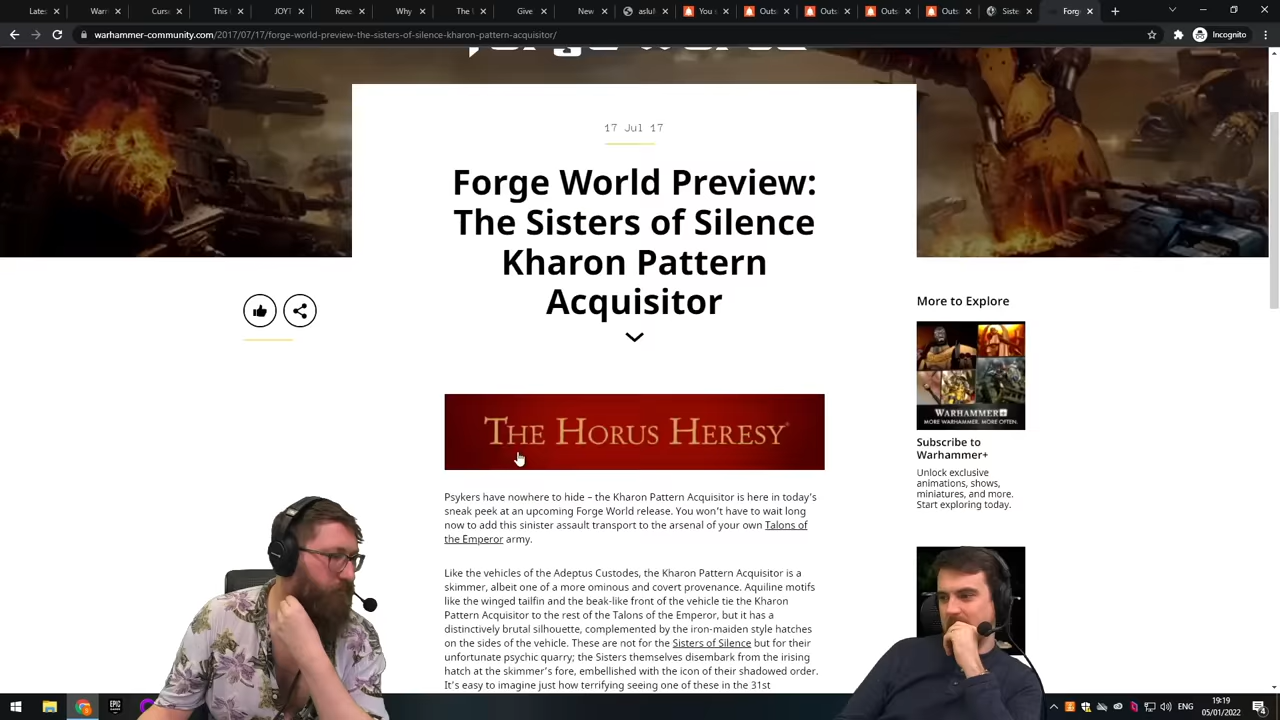 Lates
Warn
Curs
This
JOY!
Reve
Why
The
Give
New
aslul
You
Outs
Outs
Outs
Outs
Siste
Forg
warhammer-community.com/2017/07/17/forge-world-preview-the-sisters-of-silence-kharon-pattern-acquisitor/
Incognito
17 Jul 17
Forge World Preview:
The Sisters of Silence
Kharon Pattern
Acquisitor
THE HORUS HERESY®
Psykers have nowhere to hide – the Kharon Pattern Acquisitor is here in today's
sneak peek at an upcoming Forge World release. You won't have to wait long
now to add this sinister assault transport to the arsenal of your own Talons of
the Emperor army.
Like the vehicles of the Adeptus Custodes, the Kharon Pattern Acquisitor is a
skimmer, albeit one of a more ominous and covert provenance. Aquiline motifs
like the winged tailfin and the beak-like front of the vehicle tie the Kharon
Pattern Acquisitor to the rest of the Talons of the Emperor, but it has a
distinctively brutal silhouette, complemented by the iron-maiden style hatches
on the sides of the vehicle. These are not for the Sisters of Silence but for their
unfortunate psychic quarry; the Sisters themselves disembark from the irising
hatch at the skimmer's fore, embellished with the icon of their shadowed order.
It's easy to imagine just how terrifying seeing one of these in the 31st
More to Explore
WARHAMMER+
MORE WARHAMMER. MORE OFTEN.
Subscribe to
Warhammer+
Unlock exclusive
animations, shows,
miniatures, and more.
Start exploring today.
EPIC
ENG
19:19
05/01/2022